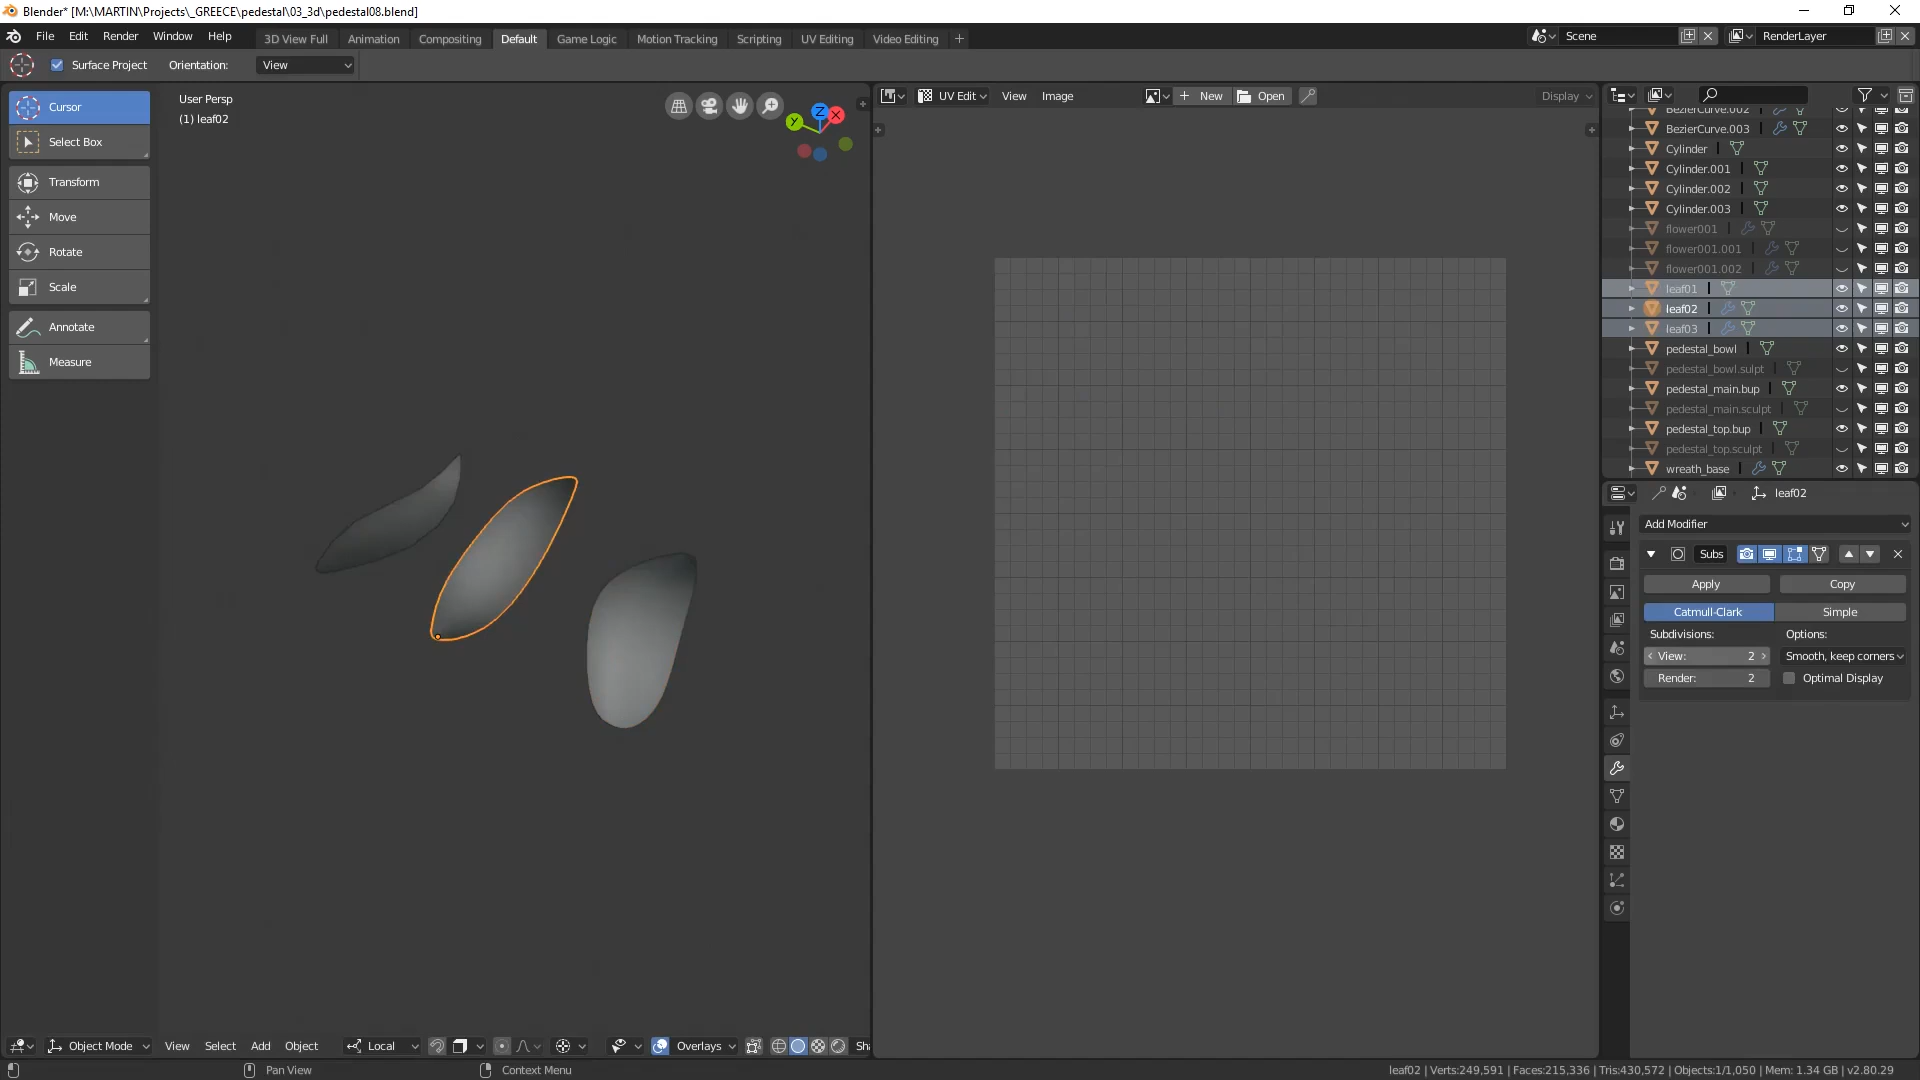 Blender* [M:\MARTIN\Projects\_GREECE\pedestal\03_3d\pedestal08.blend]
File Edit Render Window Help 3D View Full Animation Compositing Default Game Logic Motion Tracking Scripting UV Editing Video Editing + Scene RenderLayer
Surface Project Orientation: View
Cursor
Select Box
Transform
Move
Rotate
Scale
Annotate
Measure
User Persp
(1) leaf02
Z
X
Y
UV Edit View Image New Open Display
BezierCurve.002
BezierCurve.003
Cylinder
Cylinder.001
Cylinder.002
Cylinder.003
flower001
flower001.001
flower001.002
leaf01
leaf02
leaf03
pedestal_bowl
pedestal_bowl.sulpt
pedestal_main.bup
pedestal_main.sculpt
pedestal_top.bup
pedestal_top.sculpt
wreath_base
leaf02
Add Modifier
Subs
Apply Copy
Catmull-Clark Simple
Subdivisions: Options:
View: 2 Smooth, keep corners
Render: 2 Optimal Display
Object Mode View Select Add Object Local Overlays Sha
Pan View Context Menu
leaf02 | Verts:249,591 | Faces:215,336 | Tris:430,572 | Objects:1/1,050 | Mem: 1.34 GB | v2.80.29